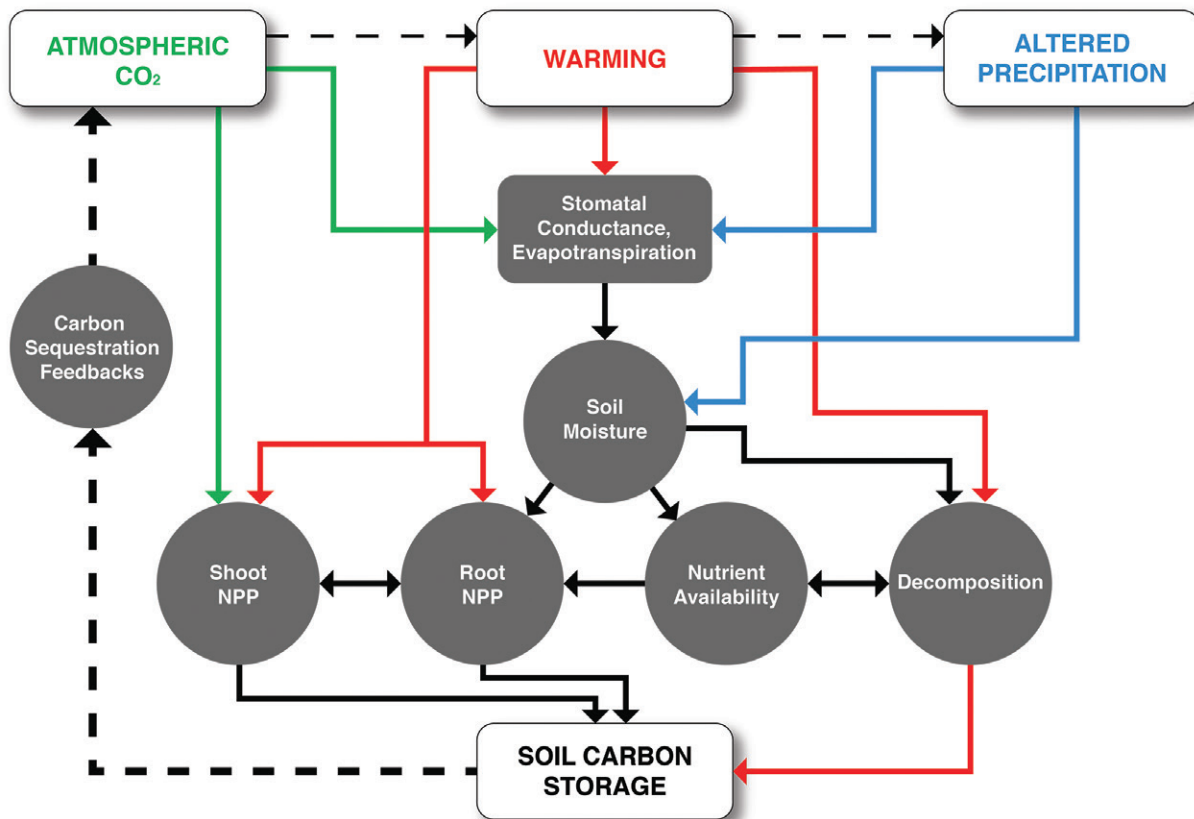 ATMOSPHERIC
CO₂
WARMING
ALTERED
PRECIPITATION
Stomatal
Conductance,
Evapotranspiration
Carbon
Sequestration
Feedbacks
Soil
Moisture
Shoot
NPP
Root
NPP
Nutrient
Availability
Decomposition
SOIL CARBON
STORAGE